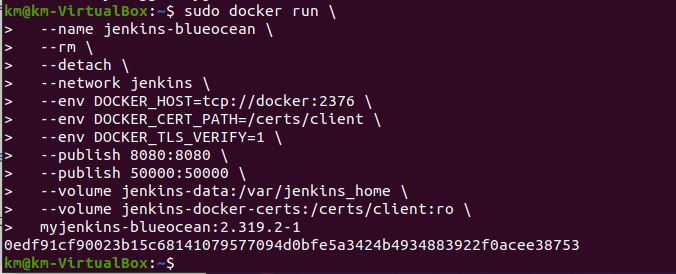 km@km-VirtualBox:~$ sudo docker run \
>   --name jenkins-blueocean \
>   --rm \
>   --detach \
>   --network jenkins \
>   --env DOCKER_HOST=tcp://docker:2376 \
>   --env DOCKER_CERT_PATH=/certs/client \
>   --env DOCKER_TLS_VERIFY=1 \
>   --publish 8080:8080 \
>   --publish 50000:50000 \
>   --volume jenkins-data:/var/jenkins_home \
>   --volume jenkins-docker-certs:/certs/client:ro \
>   myjenkins-blueocean:2.319.2-1
0edf91cf90023b15c68141079577094d0bfe5a3424b4934883922f0acee38753
km@km-VirtualBox:~$